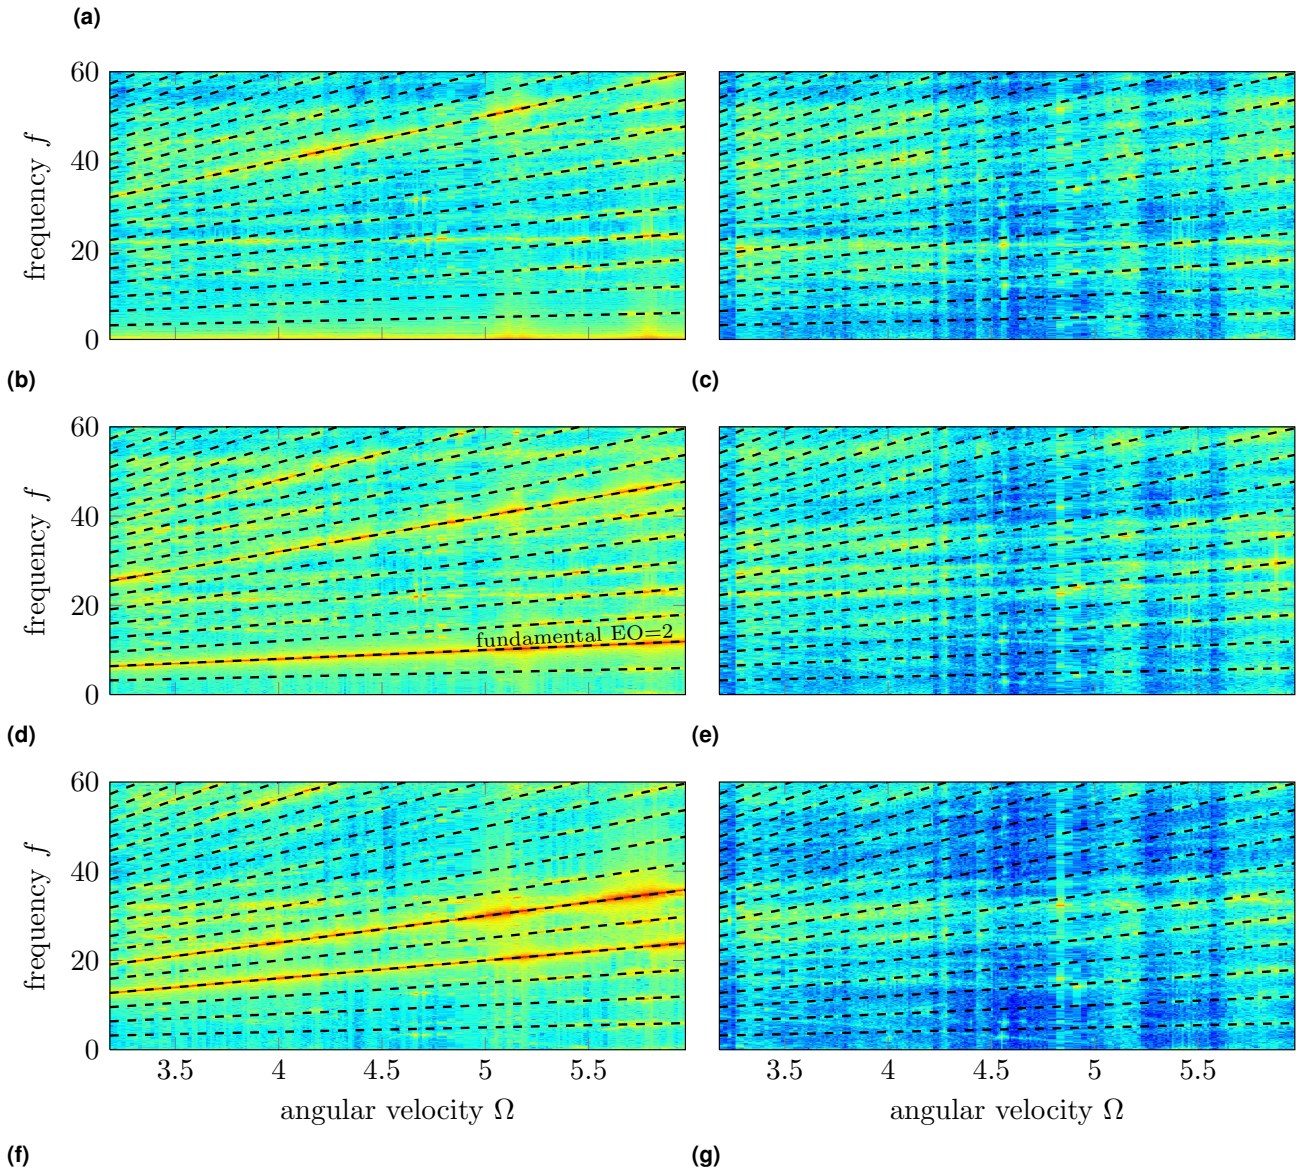 (a)
60
40
20
0
frequency f
(b)
(c)
60
40
20
0
frequency f
fundamental EO=2
(d)
(e)
60
40
20
0
frequency f
3.5 4 4.5 5 5.5
3.5 4 4.5 5 5.5
angular velocity Ω
angular velocity Ω
(f)
(g)